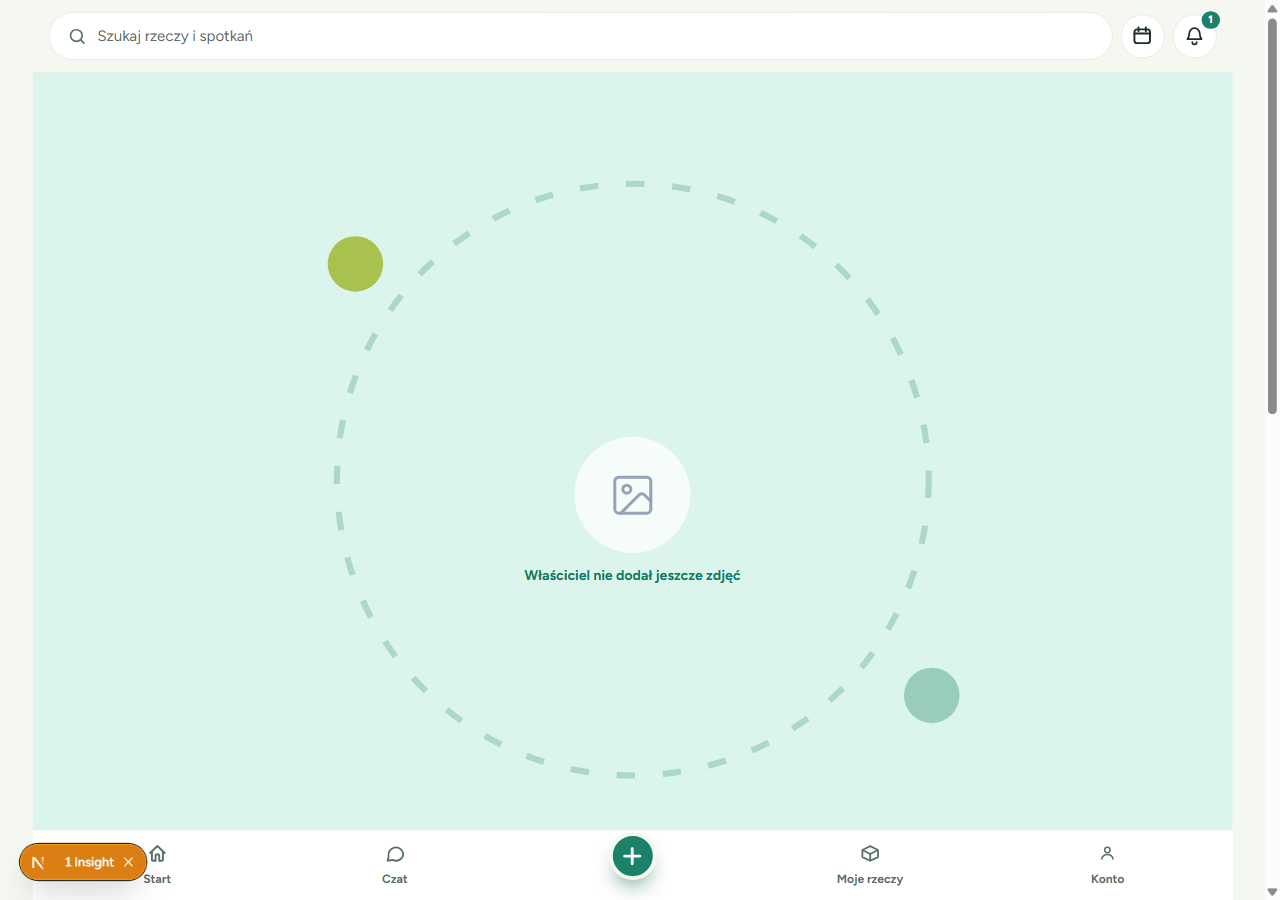 Szukaj rzeczy i spotkań
1
Właściciel nie dodał jeszcze zdjęć
N
1 Insight
Start
Czat
Moje rzeczy
Konto